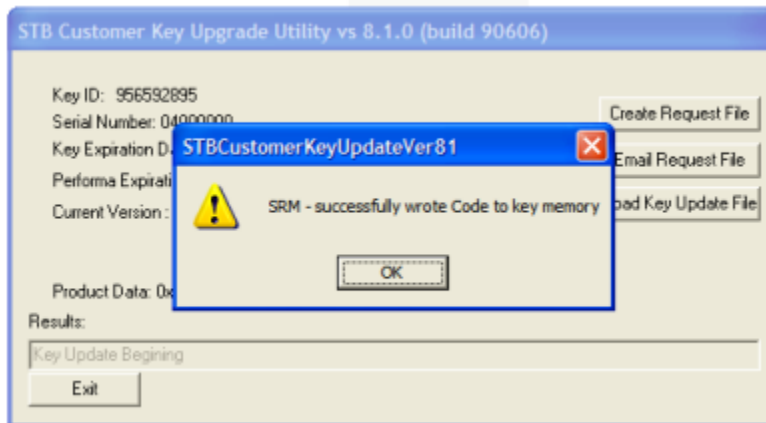 STB Customer Key Upgrade Utility vs 8.1.0 (build 90606)
Key ID: 956592895
Create Request File
Serial Number: 04900000
STBCustomerKeyUpdateVer81
Key Expiration D
Email Request File
Performa Expirati
SRM - successfully wrote Code to key memory
Current Version :
oad Key Update File
OK
Product Data: 0x
Results:
Key Update Begining
Exit